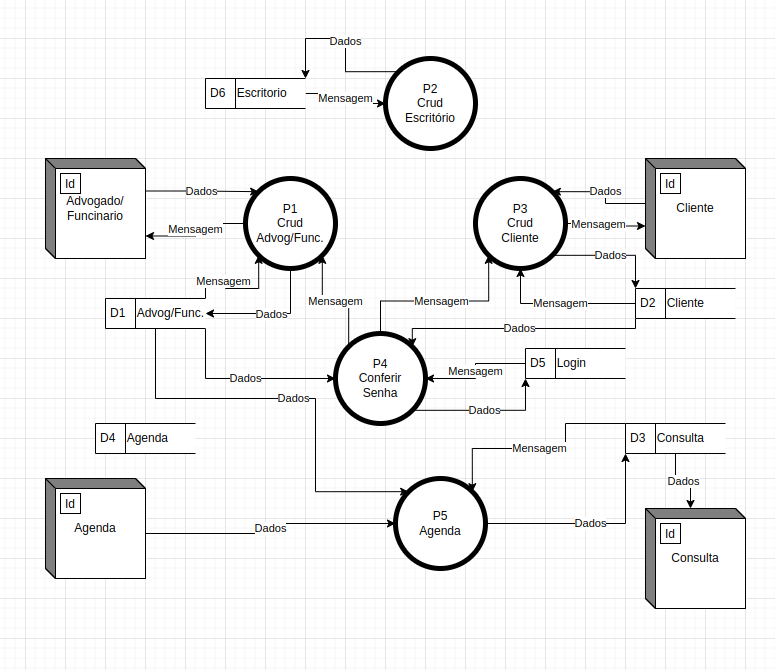 Dados
D6 Escritorio
Mensagem
P2
Crud
Escritório
Id
Advogado/
Funcinario
Dados
Mensagem
P1
Crud
Advog/Func.
P3
Crud
Cliente
Dados
Mensagem
Id
Cliente
Dados
Mensagem
D1 Advog/Func.
Dados
Mensagem
Mensagem
Mensagem
D2 Cliente
Dados
P4
Conferir
Senha
Mensagem
D5 Login
Dados
Dados
Dados
D4 Agenda
Mensagem
D3 Consulta
Dados
Id
Agenda
Dados
P5
Agenda
Dados
Id
Consulta